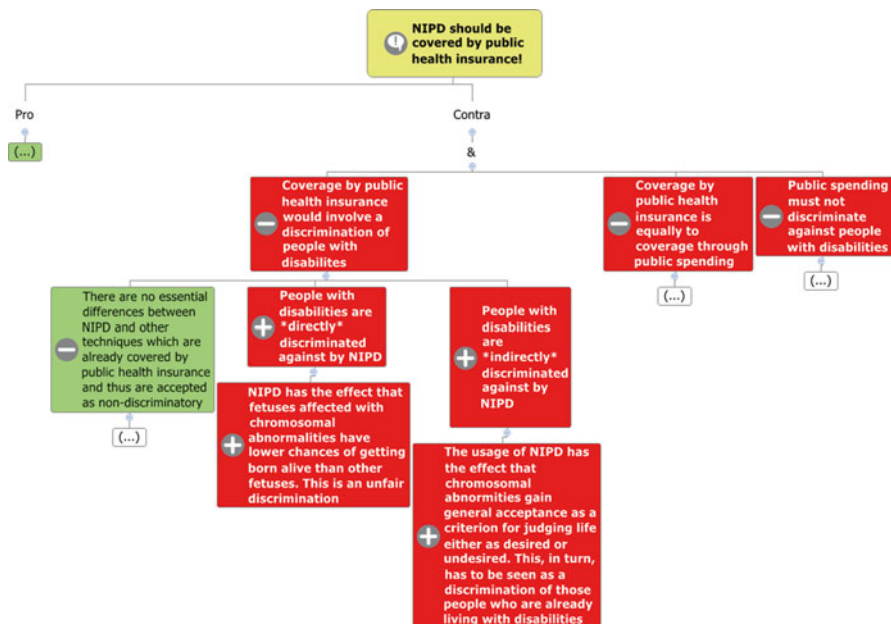 NIPD should be
covered by public
health insurance!
Pro
Contra
(...)
&
Coverage by public
health insurance
would involve a
discrimination of
people with
disabilites
Coverage by
public health
insurance is
equally to
coverage through
public spending
Public spending
must not
discriminate
against people
with disabilities
(...)
(...)
There are no essential
differences between
NIPD and other
techniques which are
already covered by
public health insurance
and thus are accepted
as non-discriminatory
People with
disabilities are
*directly*
discriminated
against by NIPD
People with
disabilities
are
*indirectly*
discriminated
against by
NIPD
(...)
NIPD has the effect that
fetuses affected with
chromosomal
abnormalities have
lower chances of getting
born alive than other
fetuses. This is an unfair
discrimination
The usage of NIPD has
the effect that
chromosomal
abnormities gain
general acceptance as a
criterion for judging life
either as desired or
undesired. This, in turn,
has to be seen as a
discrimination of those
people who are already
living with disabilities